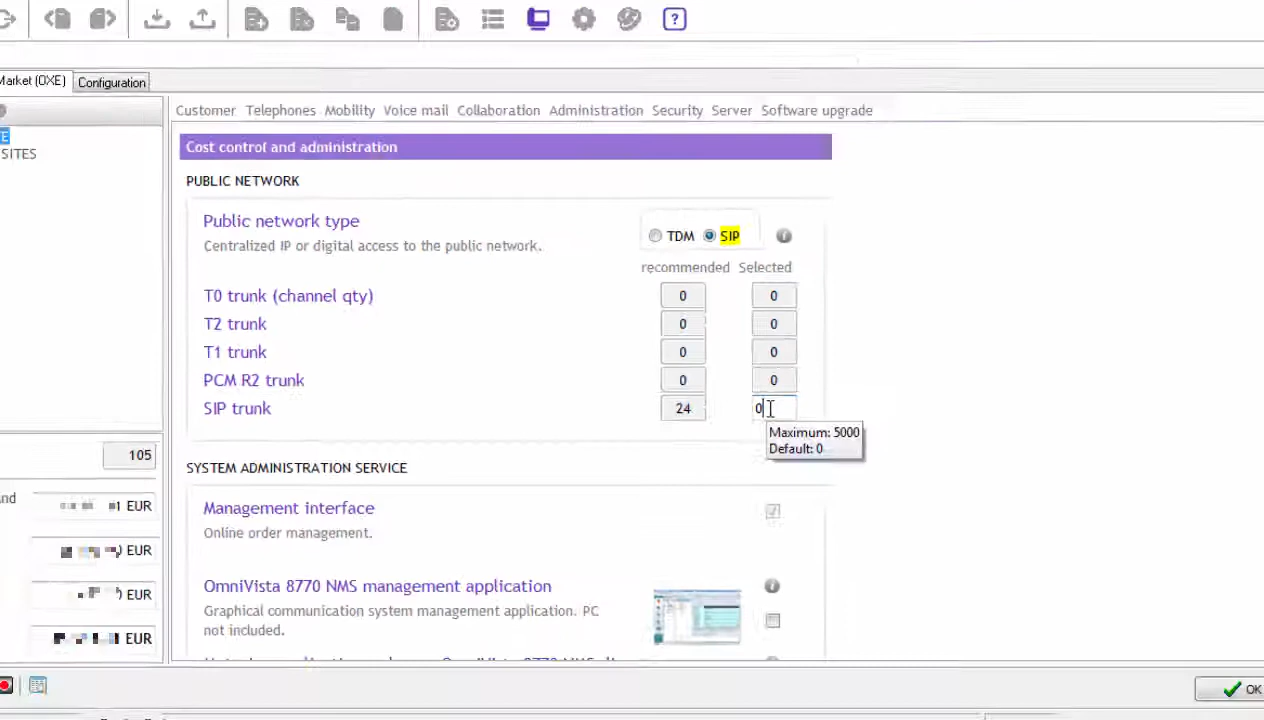 Market (OXE) Configuration
Customer Telephones Mobility Voice mail Collaboration Administration Security Server Software upgrade
SITES
Cost control and administration
PUBLIC NETWORK
Public network type
TDM SIP
Centralized IP or digital access to the public network.
recommended Selected
T0 trunk (channel qty) 0 0
T2 trunk 0 0
T1 trunk 0 0
PCM R2 trunk 0 0
SIP trunk 24 0
Maximum: 5000
Default: 0
105
SYSTEM ADMINISTRATION SERVICE
EUR
Management interface
Online order management.
EUR
OmniVista 8770 NMS management application
EUR
Graphical communication system management application. PC
not included.
EUR
OK